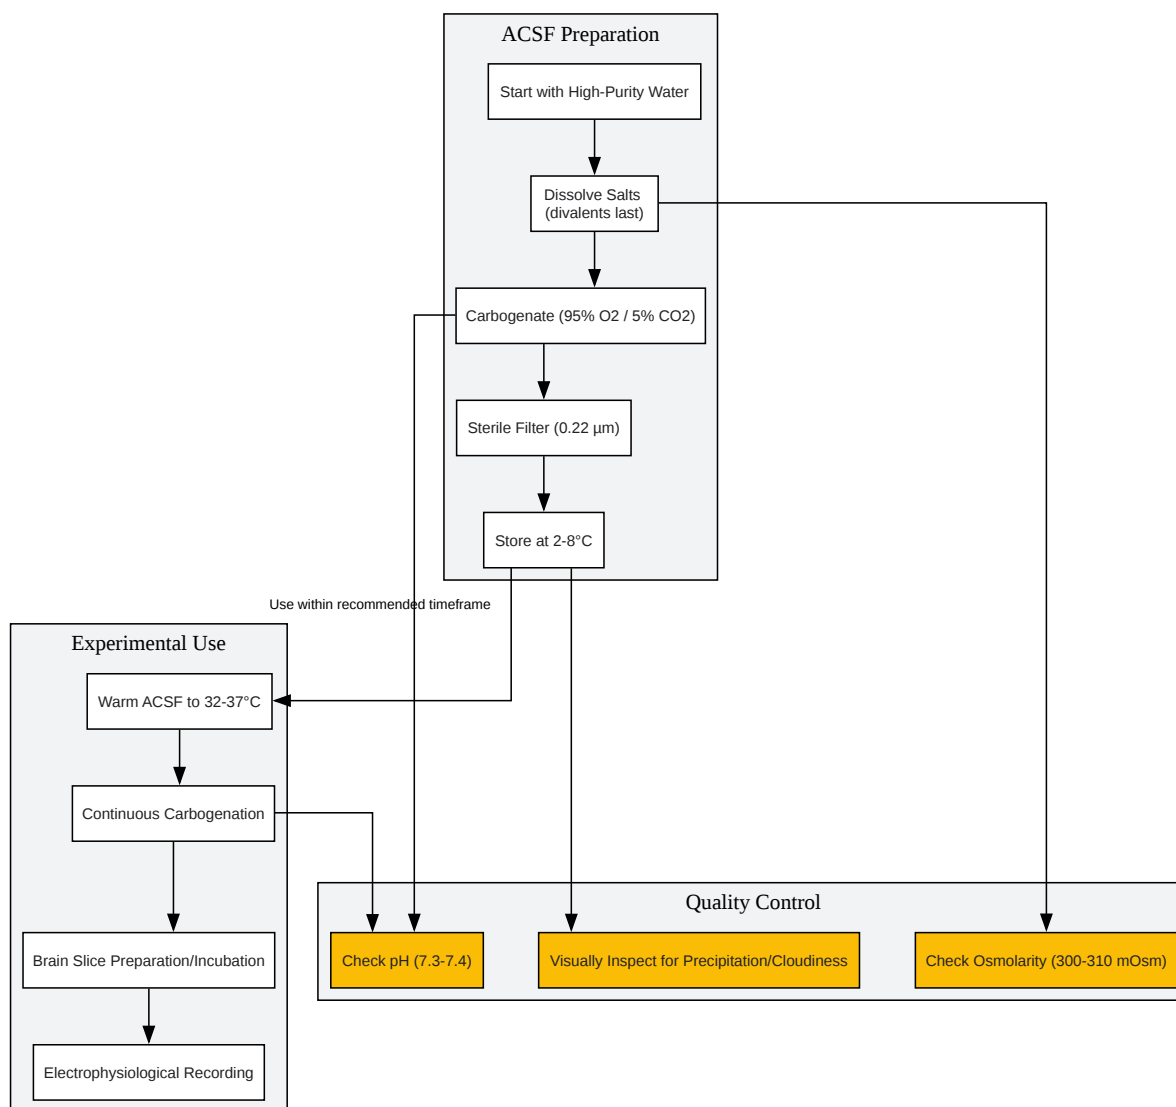 ACSF Preparation
Start with High-Purity Water
Dissolve Salts
(divalents last)
Carbogenate (95% O2 / 5% CO2)
Sterile Filter (0.22 µm)
Store at 2-8°C
Use within recommended timeframe
Experimental Use
Warm ACSF to 32-37°C
Continuous Carbogenation
Brain Slice Preparation/Incubation
Electrophysiological Recording
Quality Control
Check pH (7.3-7.4)
Visually Inspect for Precipitation/Cloudiness
Check Osmolarity (300-310 mOsm)